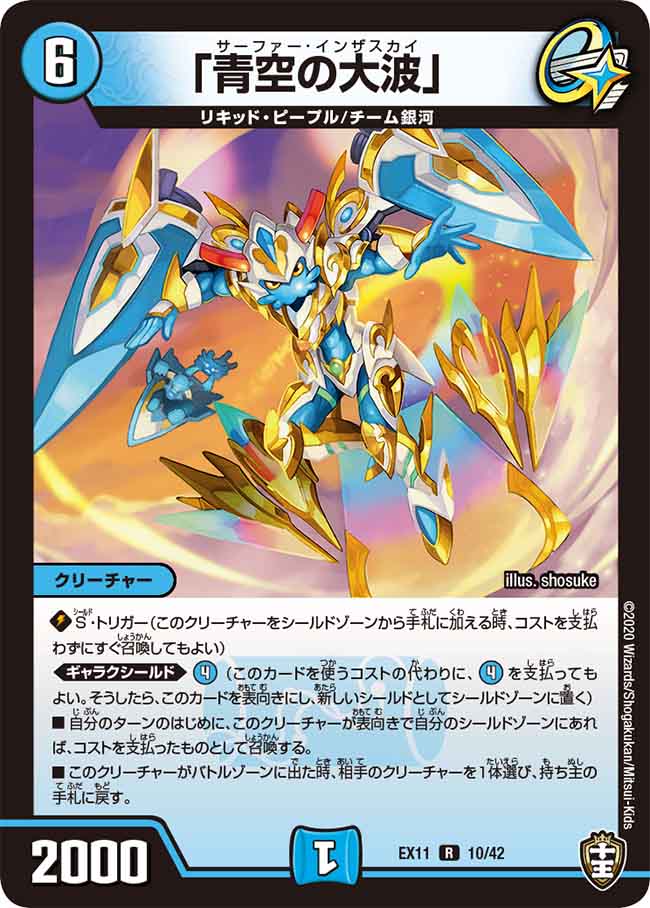 6
サーファー・インザスカイ
「青空の大波」
リキッド・ピープル/チーム銀河
illus. shosuke
クリーチャー
S・トリガー(このクリーチャーをシールドゾーンから手札に加える時、コストを支払
わずにすぐ召喚してもよい)
ギャラクシールド 水4 (このカードを使うコストの代わりに、水4 を支払っても
よい。そうしたら、このカードを表向きにし、新しいシールドとしてシールドゾーンに置く)
■自分のターンのはじめに、このクリーチャーが表向きで自分のシールドゾーンにあれ
ば、コストを支払ったものとして召喚する。
■このクリーチャーがバトルゾーンに出た時、相手のクリーチャーを1体選び、持ち主の
手札に戻す。
©2020 Wizards/Shogakukan/Mitsui-Kids
2000
1
EX11 R 10/42
十王